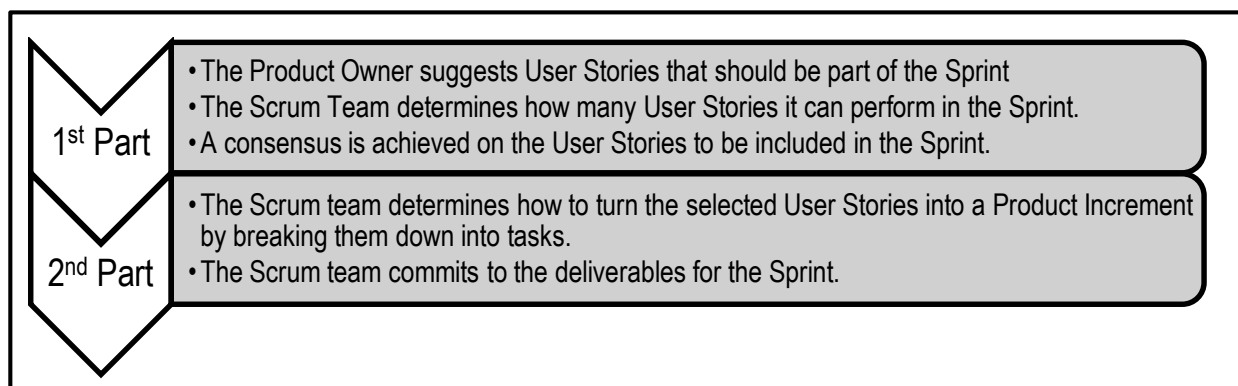 1st Part
• The Product Owner suggests User Stories that should be part of the Sprint
• The Scrum Team determines how many User Stories it can perform in the Sprint.
• A consensus is achieved on the User Stories to be included in the Sprint.
2nd Part
• The Scrum team determines how to turn the selected User Stories into a Product Increment
by breaking them down into tasks.
• The Scrum team commits to the deliverables for the Sprint.